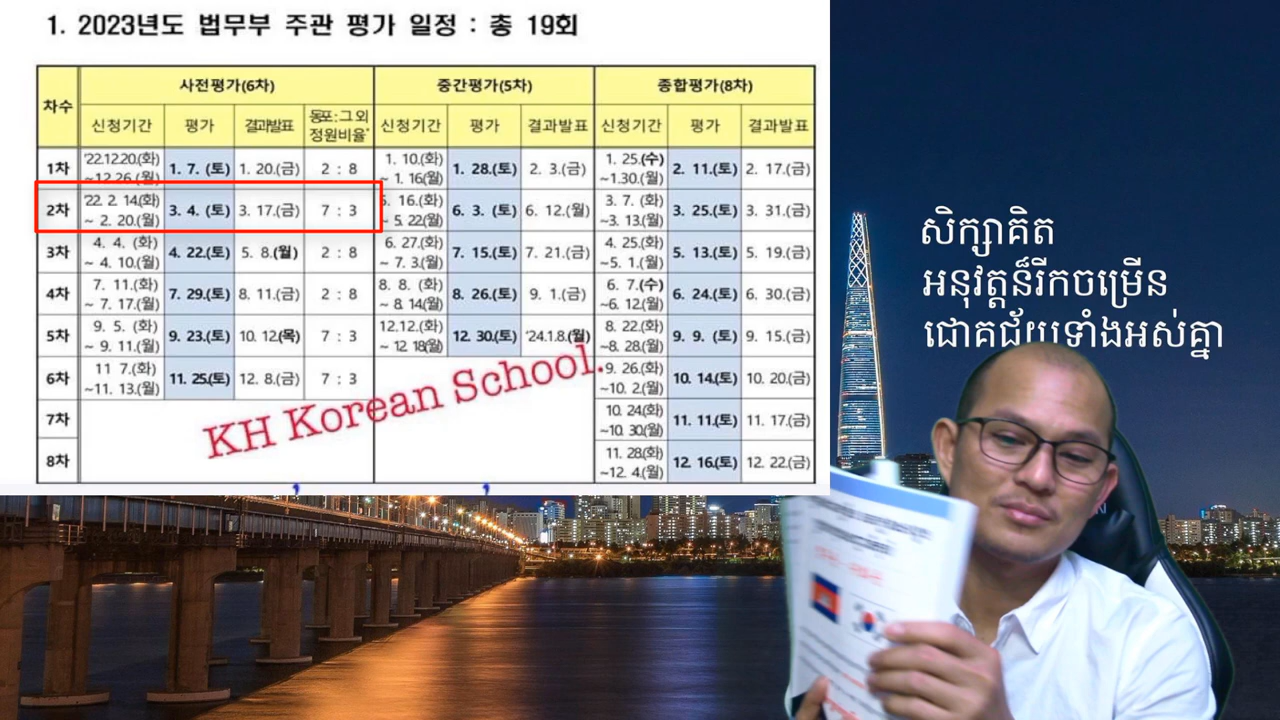 1. 2023년도 법무부 주관 평가 일정 : 총 19회
차수 사전평가(6차) 중간평가(5차) 종합평가(8차)
신청기간 평가 결과발표 동포:그 외 정원비율* 신청기간 평가 결과발표 신청기간 평가 결과발표
1차 '22.12.20.(화) ~12.26.(월) 1. 7. (토) 1. 20.(금) 2 : 8 1. 10.(화) ~ 1. 16(월) 1. 28.(토) 2. 3.(금) 1. 25.(수) ~1.30.(월) 2. 11.(토) 2. 17.(금)
2차 '22. 2. 14(화) ~ 2. 20.(월) 3. 4. (토) 3. 17.(금) 7 : 3 5. 16.(화) ~ 5. 22(월) 6. 3. (토) 6. 12.(월) 3. 7. (화) ~3. 13.(월) 3. 25(토) 3. 31.(금)
3차 4. 4. (화) ~ 4. 10.(월) 4. 22(토) 5. 8.(월) 2 : 8 6. 27.(화) ~ 7. 3.(월) 7. 15(토) 7. 21.(금) 4. 25(화) ~5. 1.(월) 5. 13(토) 5. 19(금)
4차 7. 11.(화) ~ 7. 17.(월) 7. 29.(토) 8. 11.(금) 2 : 8 8. 8. (화) ~ 8. 14(월) 8. 26.(토) 9. 1.(금) 6. 7.(수) ~6. 12.(월) 6. 24(토) 6. 30.(금)
5차 9. 5. (화) ~ 9. 11.(월) 9. 23(토) 10. 12(목) 7 : 3 12.12.(화) ~ 12. 18(월) 12. 30(토) '24.1.8.(월) 8. 22(화) ~8. 28.(월) 9. 9. (토) 9. 15.(금)
6차 11. 7.(화) ~11. 13.(월) 11. 25.(토) 12. 8.(금) 7 : 3 9. 26(화) ~10. 2.(월) 10. 14(토) 10. 20.(금)
7차 10. 24(화) ~10. 30.(월) 11. 11.(토) 11. 17.(금)
8차 11. 28(화) ~12. 4.(월) 12. 16.(토) 12. 22.(금)
KH Korean School.
សិក្សាគិត
អនុវត្តន៏រីកចម្រើន
ជោគជ័យទាំងអស់គ្នា